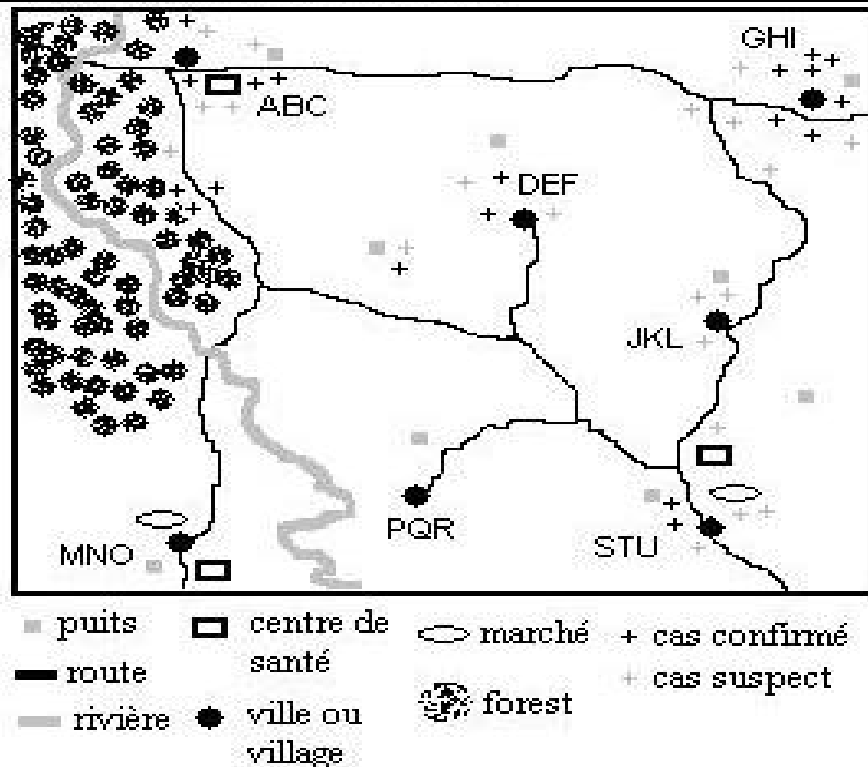 GHI
ABC
DEF
JKL
PQR
STU
MNO
puits
centre de
santé
marché
cas confirmé
route
cas suspect
forest
rivière
ville ou
village